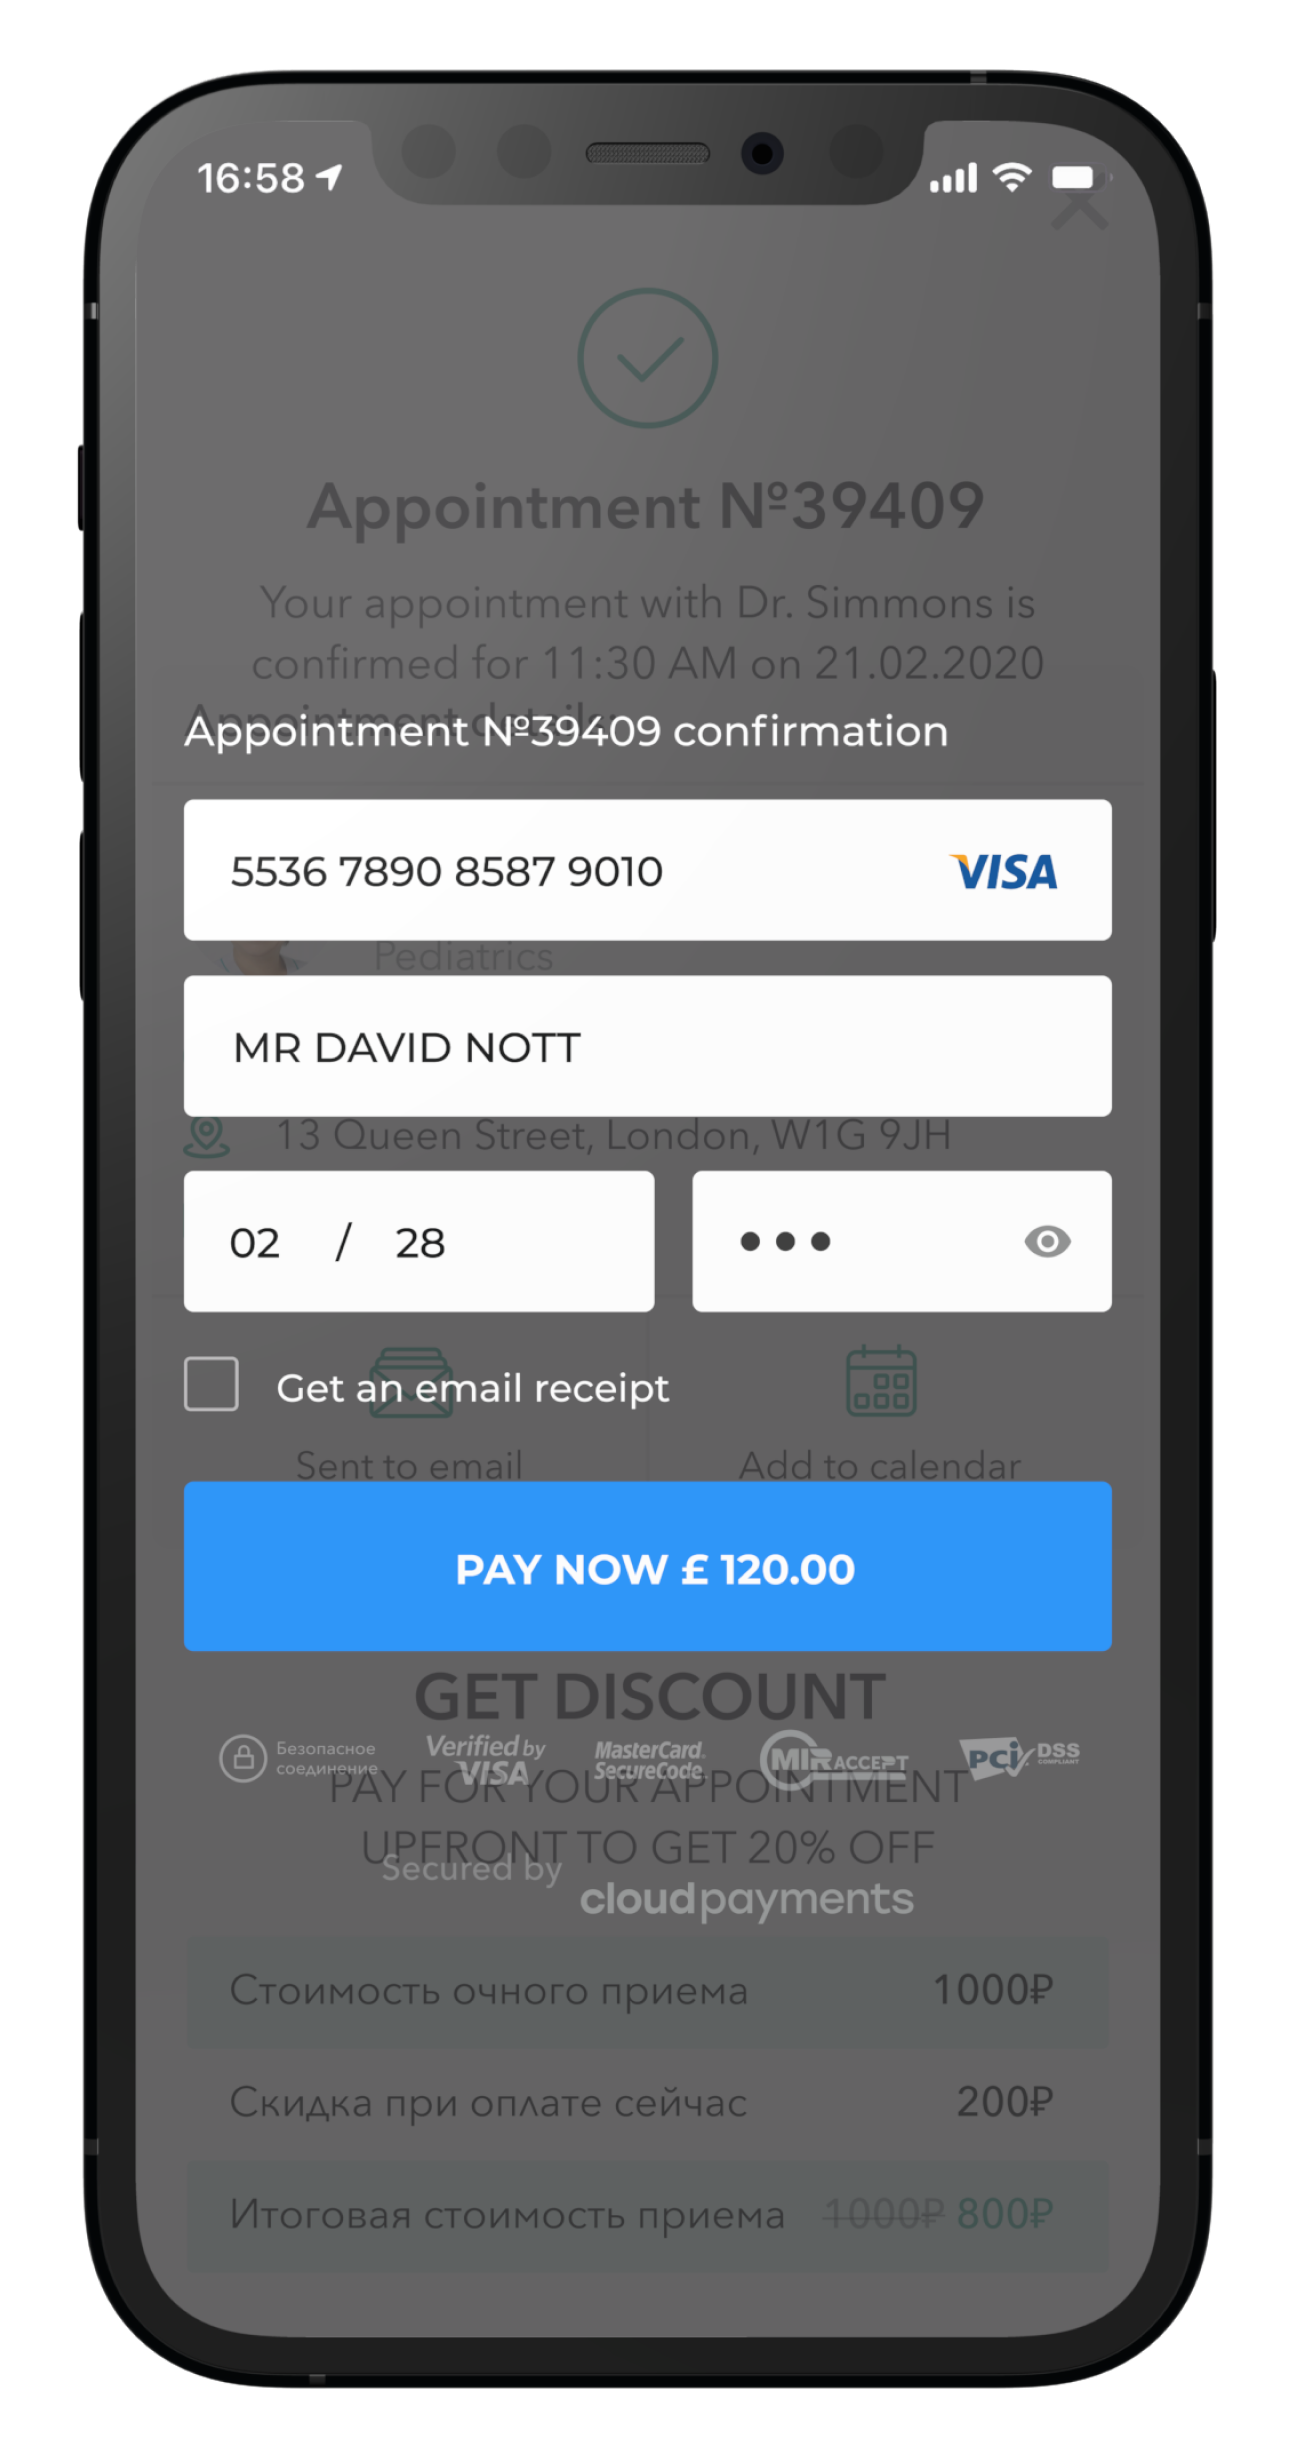 16:58
Appointment №39409
Your appointment with Dr. Simmons is
confirmed for 11:30 AM on 21.02.2020
Appointment details:
Appointment №39409 confirmation
5536 7890 8587 9010 VISA
Pediatrics
MR DAVID NOTT
13 Queen Street, London, W1G 9JH
02 / 28
Get an email receipt
Sent to email Add to calendar
PAY NOW £ 120.00
GET DISCOUNT
Безопасное
соединение
Verified by
VISA
MasterCard.
SecureCode.
MIR ACCEPT
PCI DSS
COMPLIANT
PAY FOR YOUR APPOINTMENT
UPFRONT TO GET 20% OFF
Secured by
cloudpayments
Стоимость очного приема 1000₽
Скидка при оплате сейчас 200₽
Итоговая стоимость приема 1000₽ 800₽